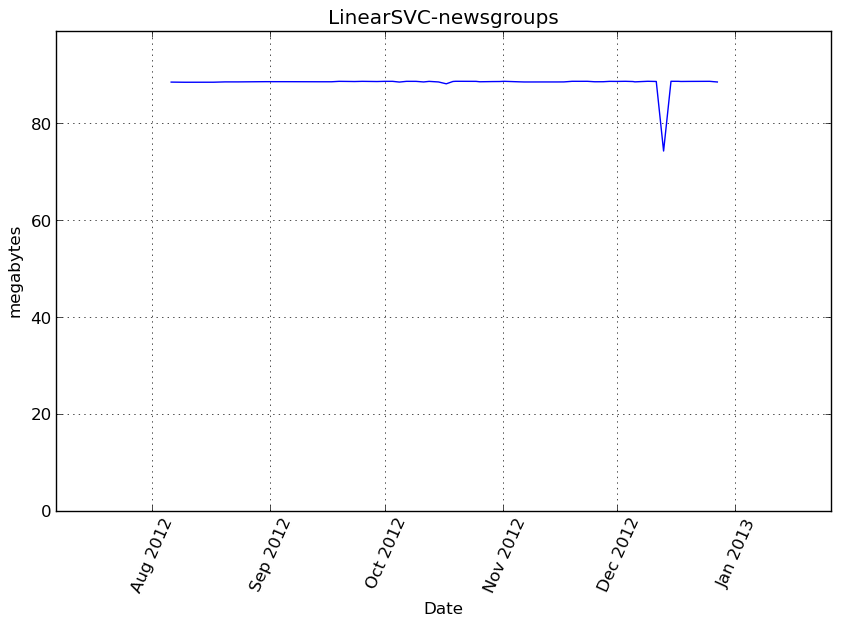 LinearSVC-newsgroups
megabytes
80
60
40
20
0
Aug 2012
Sep 2012
Oct 2012
Nov 2012
Dec 2012
Jan 2013
Date